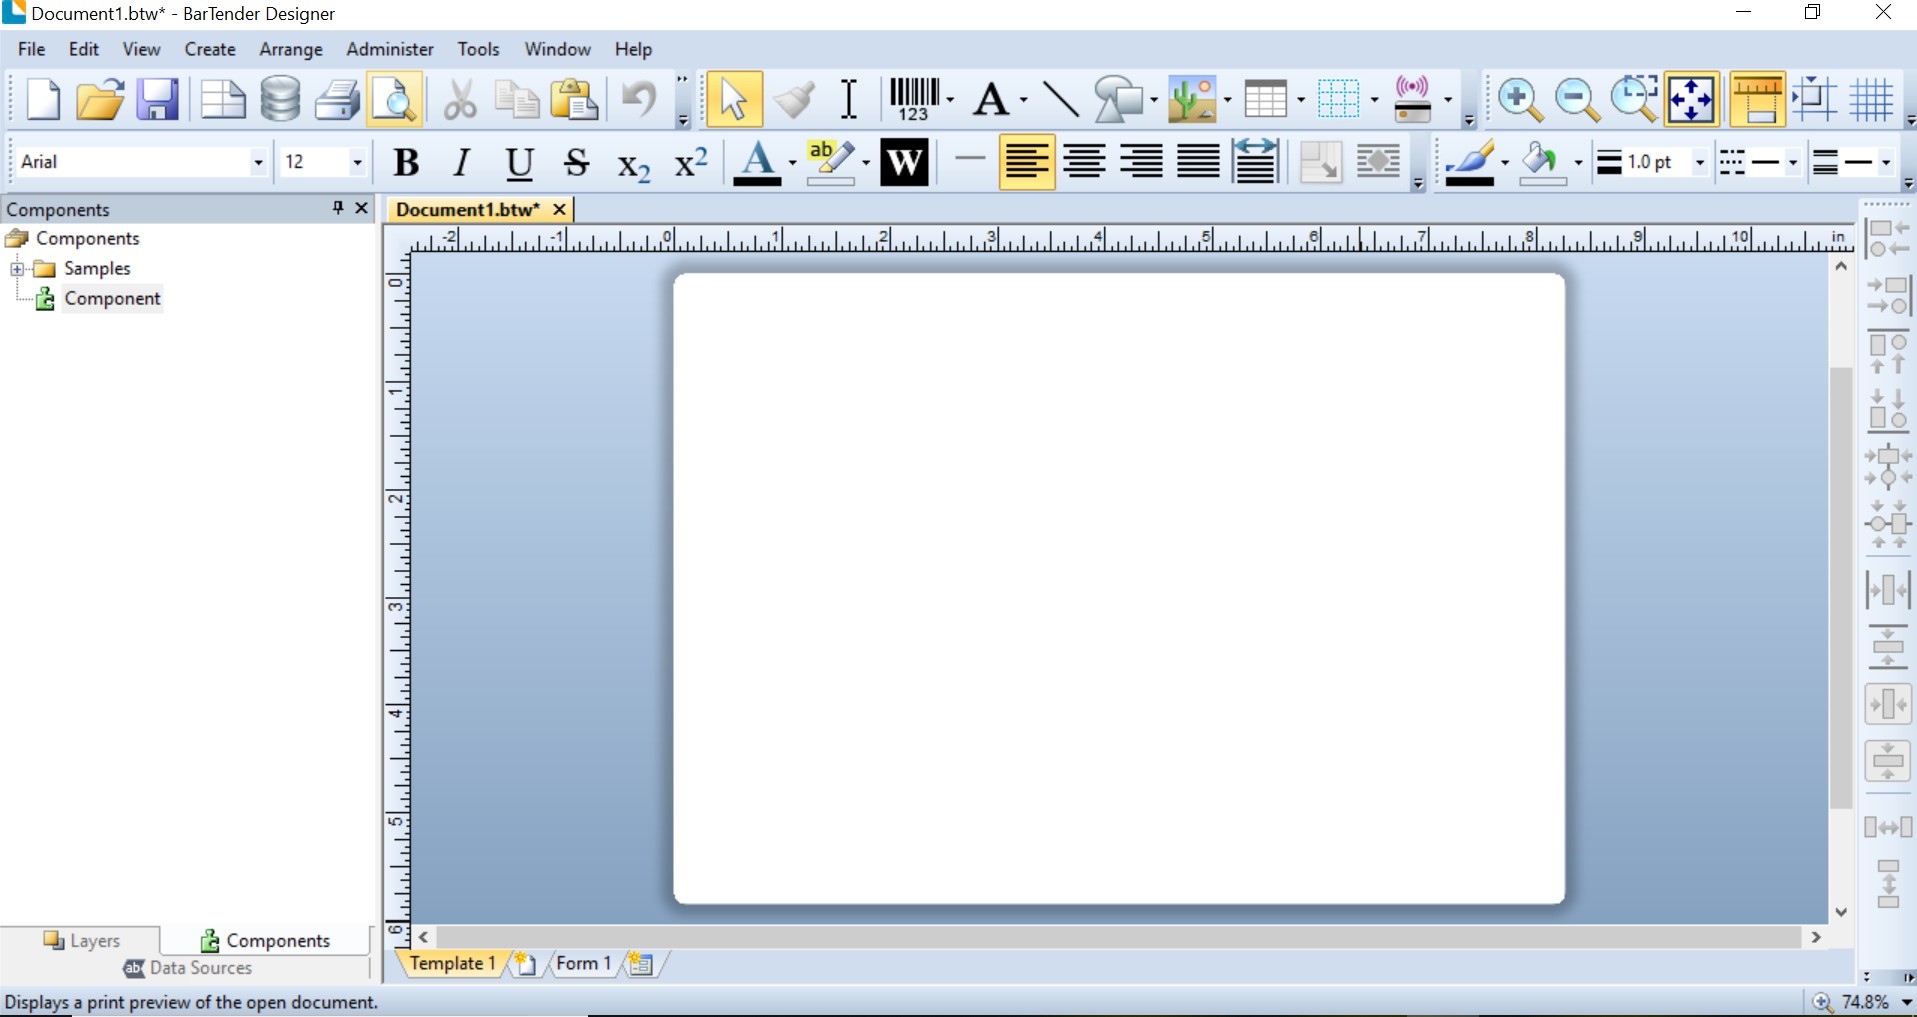 Document1.btw* - BarTender Designer
File Edit View Create Arrange Administer Tools Window Help
123 A
Arial 12 B I U S X2 X2 A ab W 1.0 pt
Components Document1.btw*
-2 -1 0 1 2 3 4 5 6 7 8 9 10 in
Components
Samples
Component
0
1
2
3
4
5
6
Layers Components
Data Sources
ab
Template 1 Form 1
Displays a print preview of the open document. 74.8%